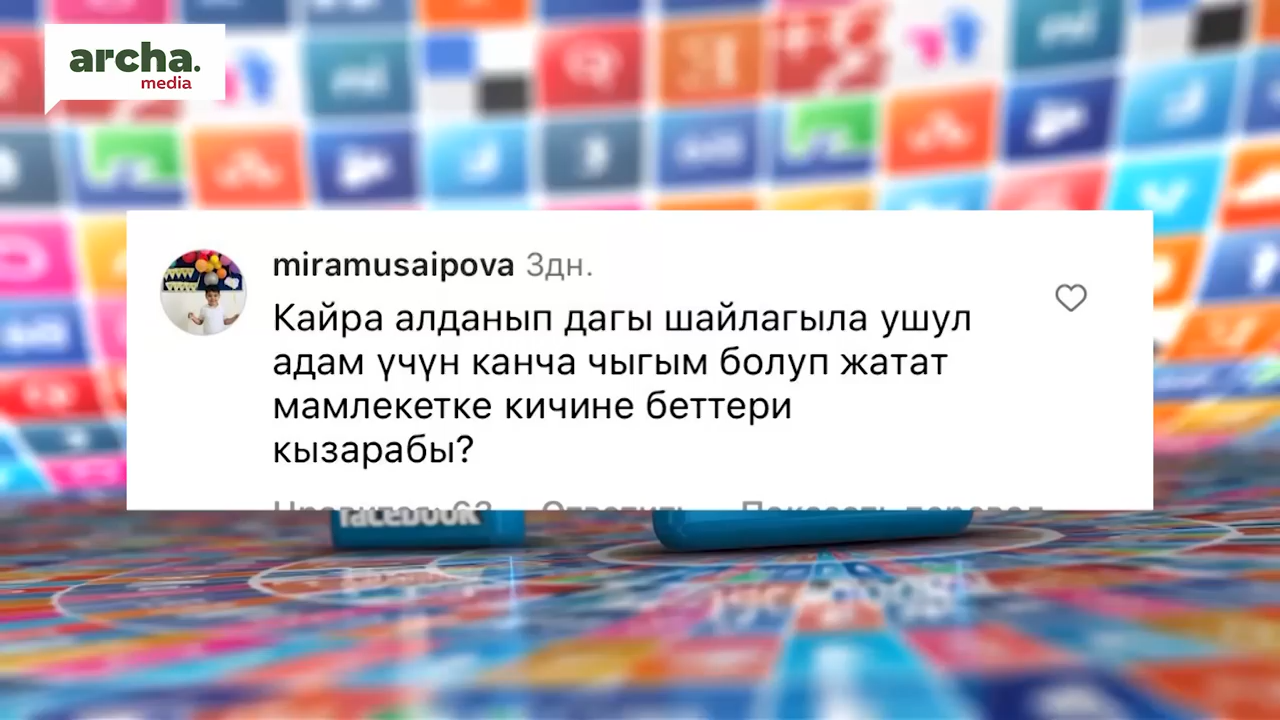 archa.
media
miramusaipova 3дн.
Кайра алданып дагы шайлагыла ушул
адам үчүн канча чыгым болуп жатат
мамлекетке кичине беттери
кызарабы?
facebook